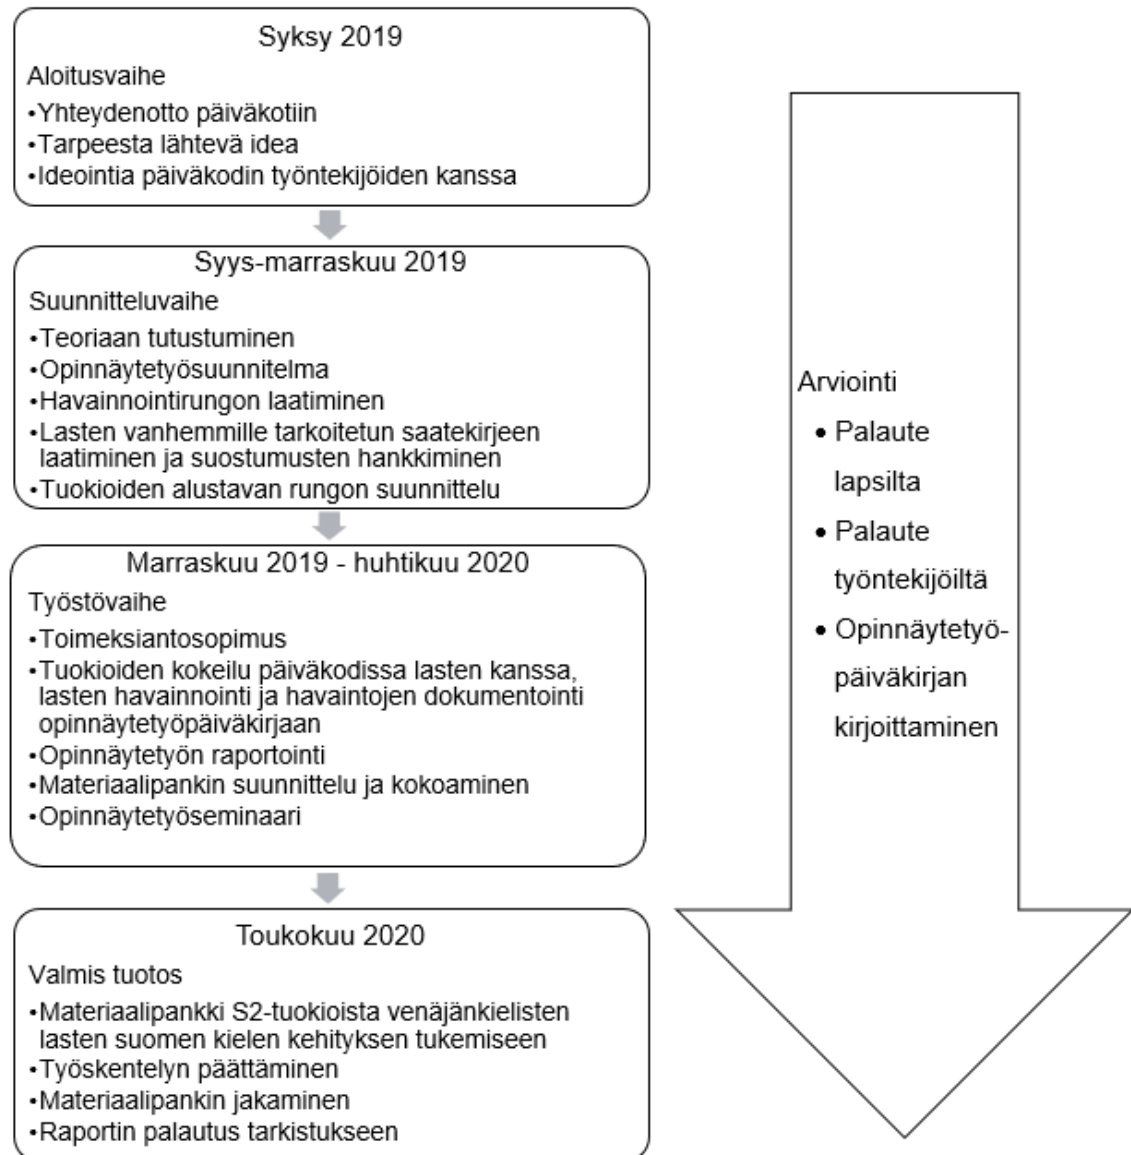 Syksy 2019
Aloitusvaihe
•Yhteydenotto päiväkotiin
•Tarpeesta lähtevä idea
•Ideointia päiväkodin työntekijöiden kanssa
Syys-marraskuu 2019
Suunnitteluvaihe
•Teoriaan tutustuminen
•Opinnäytetyösuunnitelma
•Havainnointirungon laatiminen
•Lasten vanhemmille tarkoitetun saatekirjeen
laatiminen ja suostumusten hankkiminen
•Tuokioiden alustavan rungon suunnittelu
Marraskuu 2019 - huhtikuu 2020
Työstövaihe
•Toimeksiantosopimus
•Tuokioiden kokeilu päiväkodissa lasten kanssa,
lasten havainnointi ja havaintojen dokumentointi
opinnäytetyöpäiväkirjaan
•Opinnäytetyön raportointi
•Materiaalipankin suunnittelu ja kokoaminen
•Opinnäytetyöseminaari
Toukokuu 2020
Valmis tuotos
•Materiaalipankki S2-tuokioista venäjänkielisten
lasten suomen kielen kehityksen tukemiseen
•Työskentelyn päättäminen
•Materiaalipankin jakaminen
•Raportin palautus tarkistukseen
Arviointi
• Palaute
lapsilta
• Palaute
työntekijöiltä
• Opinnäytetyö-
päiväkirjan
kirjoittaminen